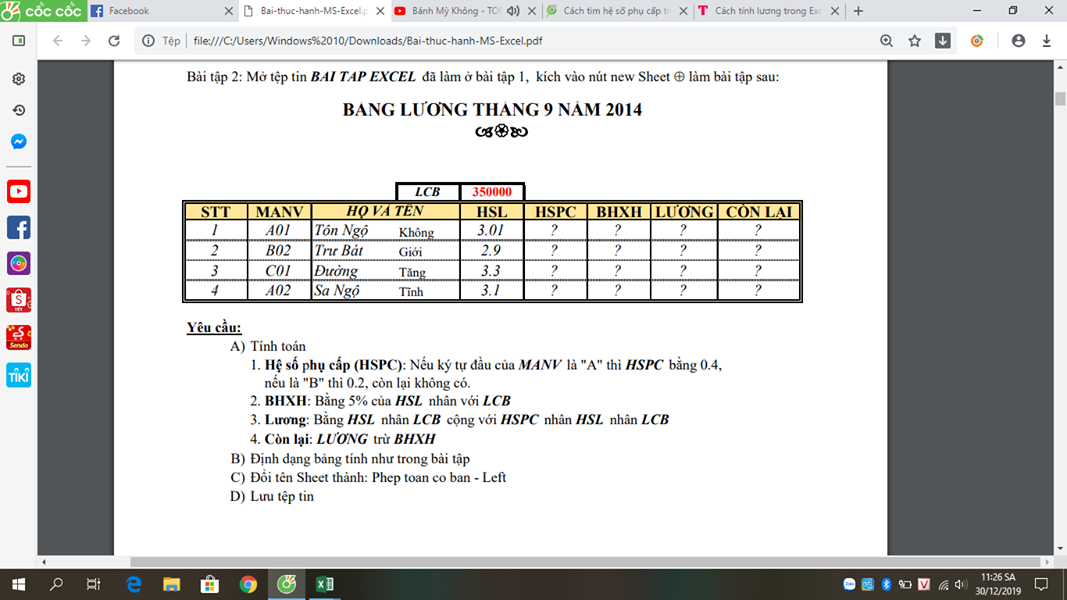 cốc cốc Facebook Bai-thuc-hanh-MS-Excel.p Bánh Mỳ Không - TOP Cách tìm hệ số phụ cấp tr Cách tính lương trong Exc
Tệp | file:///C:/Users/Windows%2010/Downloads/Bai-thuc-hanh-MS-Excel.pdf
Bài tập 2: Mở tệp tin BAI TAP EXCEL đã làm ở bài tập 1, kích vào nút new Sheet ⊕ làm bài tập sau:
BẢNG LƯƠNG THÁNG 9 NĂM 2014
LCB 350000
STT MANV HỌ VÀ TÊN HSL HSPC BHXH LƯƠNG CÒN LẠI
1 A01 Tôn Ngộ Không 3.01 ? ? ? ?
2 B02 Trư Bát Giới 2.9 ? ? ? ?
3 C01 Đường Tăng 3.3 ? ? ? ?
4 A02 Sa Ngộ Tĩnh 3.1 ? ? ? ?
Yêu cầu:
A) Tính toán
1. Hệ số phụ cấp (HSPC): Nếu ký tự đầu của MANV là "A" thì HSPC bằng 0.4,
nếu là "B" thì 0.2, còn lại không có.
2. BHXH: Bằng 5% của HSL nhân với LCB
3. Lương: Bằng HSL nhân LCB cộng với HSPC nhân HSL nhân LCB
4. Còn lại: LƯƠNG trừ BHXH
B) Định dạng bảng tính như trong bài tập
C) Đổi tên Sheet thành: Phep toan co ban - Left
D) Lưu tệp tin
Sendo
TIKI
11:26 SA
30/12/2019